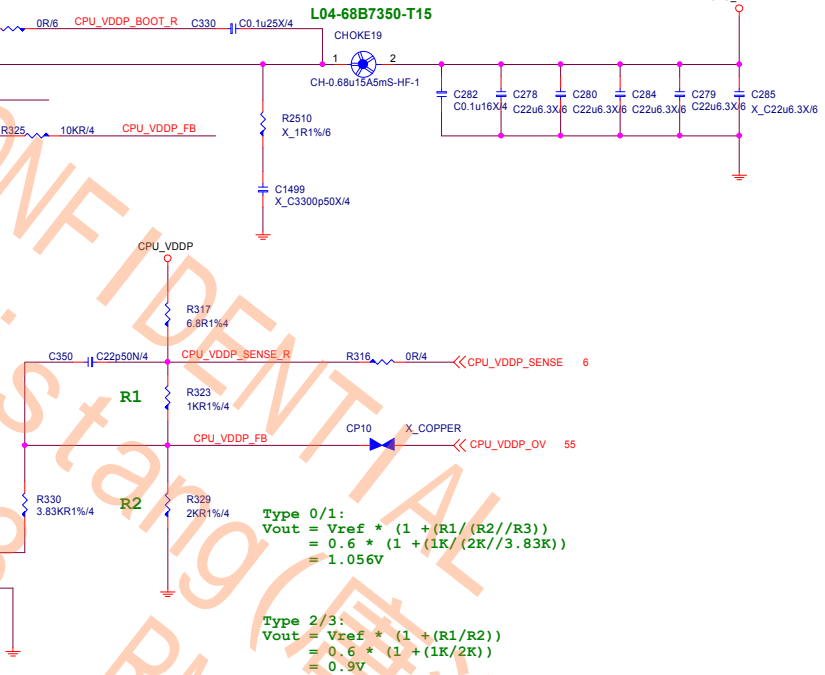 L04-68B7350-T15
0R/6
CPU_VDDP_BOOT_R
C330
C0.1u25X/4
CHOKE19
1
2
CH-0.68u15A5mS-HF-1
C282
C0.1u16X/4
C278
C22u6.3X/6
C280
C22u6.3X/6
C284
C22u6.3X/6
C279
C22u6.3X/6
C285
X_C22u6.3X/6
R2510
X_1R1%/6
R325
10KR/4
CPU_VDDP_FB
C1499
X_C3300p50X/4
CPU_VDDP
R317
6.8R1%4
C350
C22p50N/4
CPU_VDDP_SENSE_R
R316
0R/4
CPU_VDDP_SENSE
6
R1
R323
1KR1%/4
CPU_VDDP_FB
CP10
X_COPPER
CPU_VDDP_OV
55
R330
3.83KR1%/4
R2
R329
2KR1%/4
Type 0/1:
Vout = Vref * (1 +(R1/(R2//R3))
= 0.6 * (1 +(1K/(2K//3.83K))
= 1.056V
Type 2/3:
Vout = Vref * (1 +(R1/R2))
= 0.6 * (1 +(1K/2K))
= 0.9V
ONFIDENTIAL
stang(唐